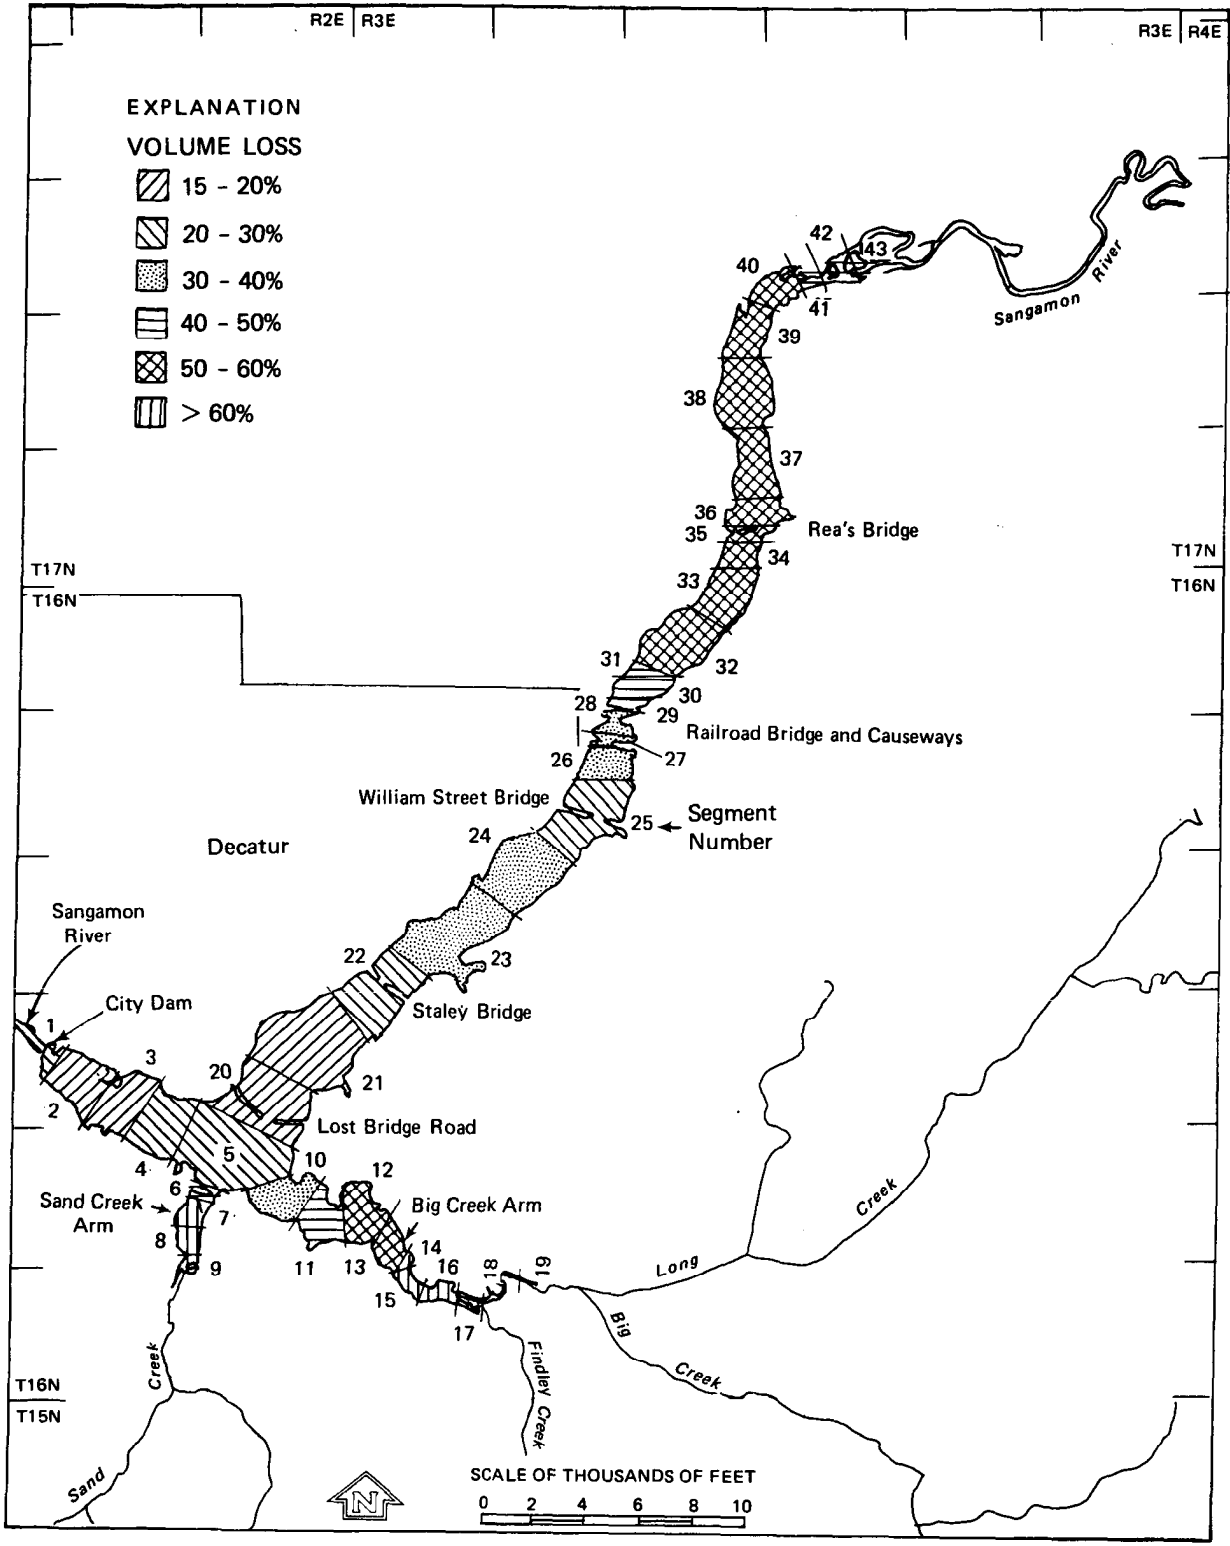 R2E R3E
R3E R4E
EXPLANATION
VOLUME LOSS
15 - 20%
20 - 30%
30 - 40%
40 - 50%
50 - 60%
> 60%
42
43
40
41
Sangamon River
39
38
37
36
35
Rea's Bridge
34
T17N
T16N
T17N
T16N
33
32
31
30
28
29
Railroad Bridge and Causeways
27
26
William Street Bridge
25
Segment
Number
24
Decatur
Sangamon
River
23
22
City Dam
Staley Bridge
1
3
20
21
2
Lost Bridge Road
5
4
10
12
6
Sand Creek
Arm
7
Big Creek Arm
8
9
11
13
14
15
16
18
19
17
Long
Creek
Big
Creek
Findley Creek
Creek
Sand
T16N
T15N
N
SCALE OF THOUSANDS OF FEET
0 2 4 6 8 10